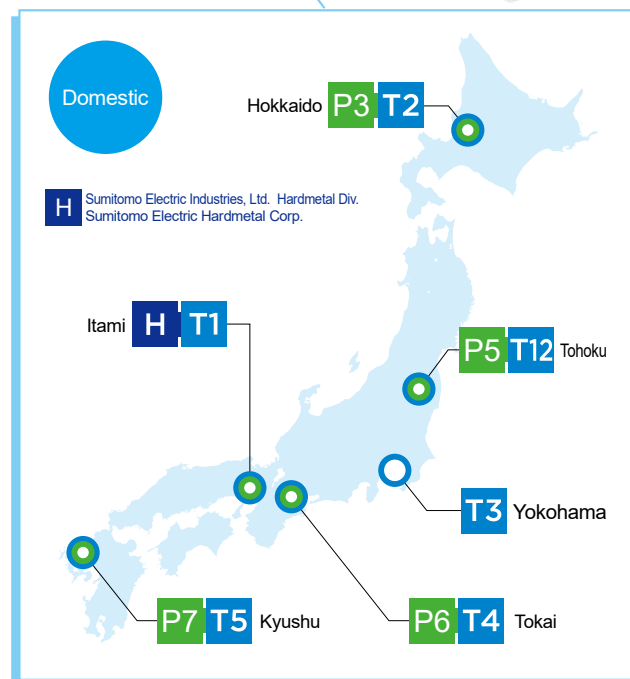 Domestic
Hokkaido P3 T2
H Sumitomo Electric Industries, Ltd. Hardmetal Div.
Sumitomo Electric Hardmetal Corp.
Itami H T1
P5 T12 Tohoku
T3 Yokohama
P7 T5 Kyushu
P6 T4 Tokai